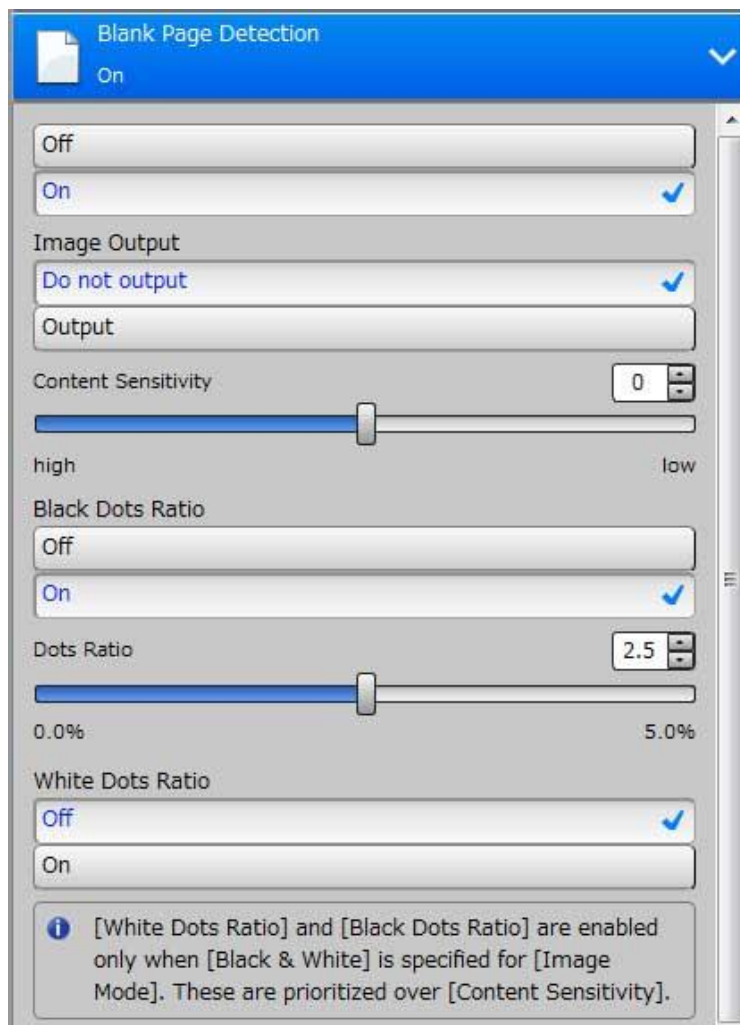 Blank Page Detection
On
Off
On
Image Output
Do not output
Output
Content Sensitivity 0
high low
Black Dots Ratio
Off
On
Dots Ratio 2.5
0.0% 5.0%
White Dots Ratio
Off
On
[White Dots Ratio] and [Black Dots Ratio] are enabled
only when [Black & White] is specified for [Image
Mode]. These are prioritized over [Content Sensitivity].